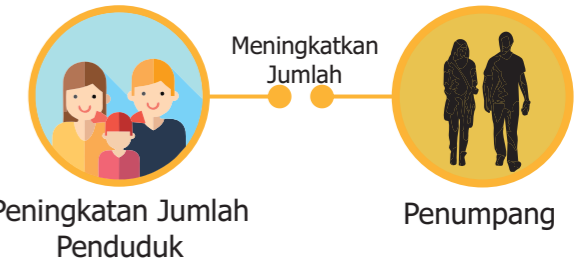 Meningkatkan
Jumlah
Peningkatan Jumlah
Penduduk
Penumpang